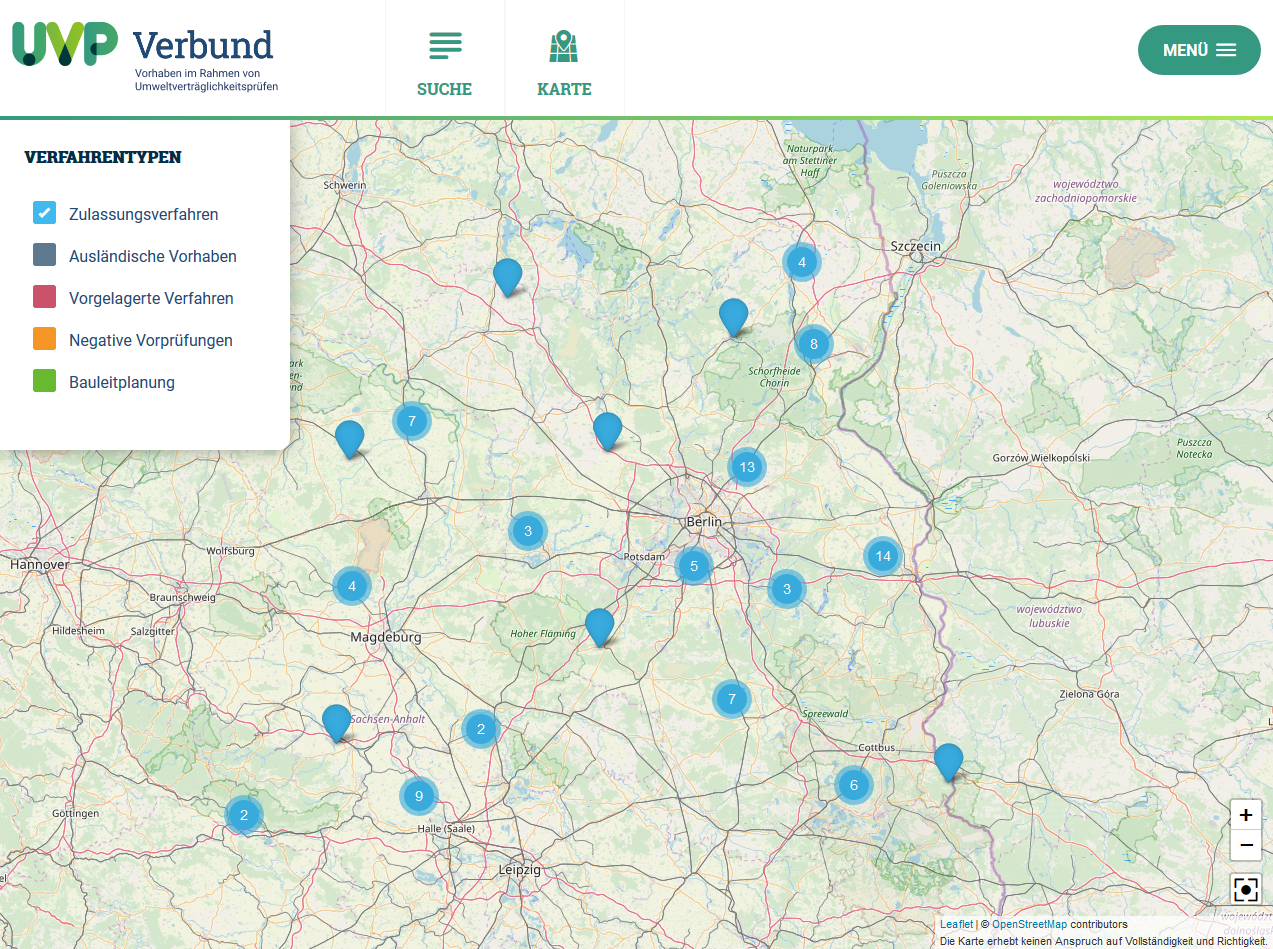 UVP Verbund
Vorhaben im Rahmen von
Umweltverträglichkeitsprüfen
SUCHE
KARTE
MENÜ
VERFAHRENTYPEN
Zulassungsverfahren
Ausländische Vorhaben
Vorgelagerte Verfahren
Negative Vorprüfungen
Bauleitplanung
Schwerin
Naturpark
am Stettiner
Haff
Puszcza
Goleniowska
województwo
zachodniopomorskie
Szczecin
4
8
Schorfheide
Chorin
7
13
Gorzów Wielkopolski
Puszcza
Notecka
Berlin
3
Wolfsburg
Hannover
Potsdam
5
14
4
3
Braunschweig
województwo
lubuskie
Hildesheim
Salzgitter
Magdeburg
Hoher Fläming
Zielona Góra
7
Spreewald
Sachsen-Anhalt
2
Cottbus
6
9
2
Göttingen
Halle (Saale)
Leipzig
+
−
Leaflet | © OpenStreetMap contributors
Die Karte erhebt keinen Anspruch auf Vollständigkeit und Richtigkeit